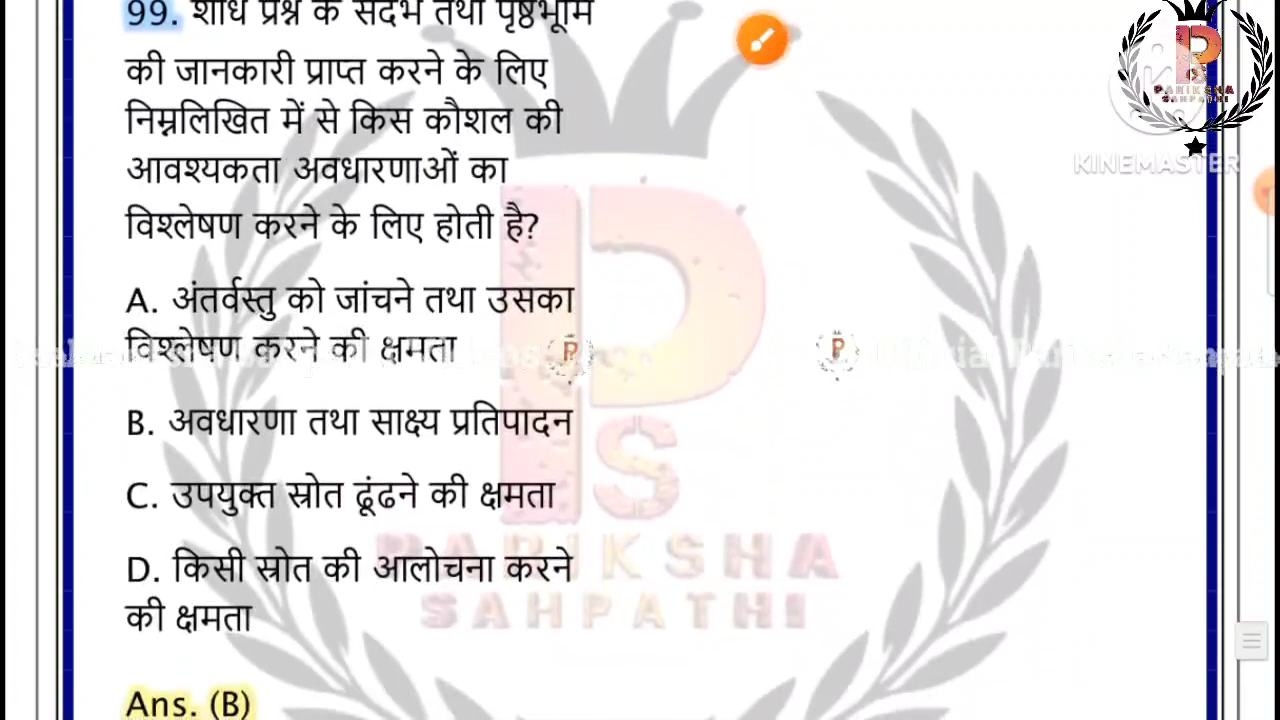 99. शोध प्रश्न के संदर्भ तथा पृष्ठभूमि
की जानकारी प्राप्त करने के लिए
निम्नलिखित में से किस कौशल की
आवश्यकता अवधारणाओं का
विश्लेषण करने के लिए होती है?
A. अंतर्वस्तु को जांचने तथा उसका
विश्लेषण करने की क्षमता
B. अवधारणा तथा साक्ष्य प्रतिपादन
C. उपयुक्त स्रोत ढूंढने की क्षमता
D. किसी स्रोत की आलोचना करने
की क्षमता
Ans. (B)
PARIKSHA
SAHPATHI
PARIKSHA
SAHPATHI
KINEMASTER